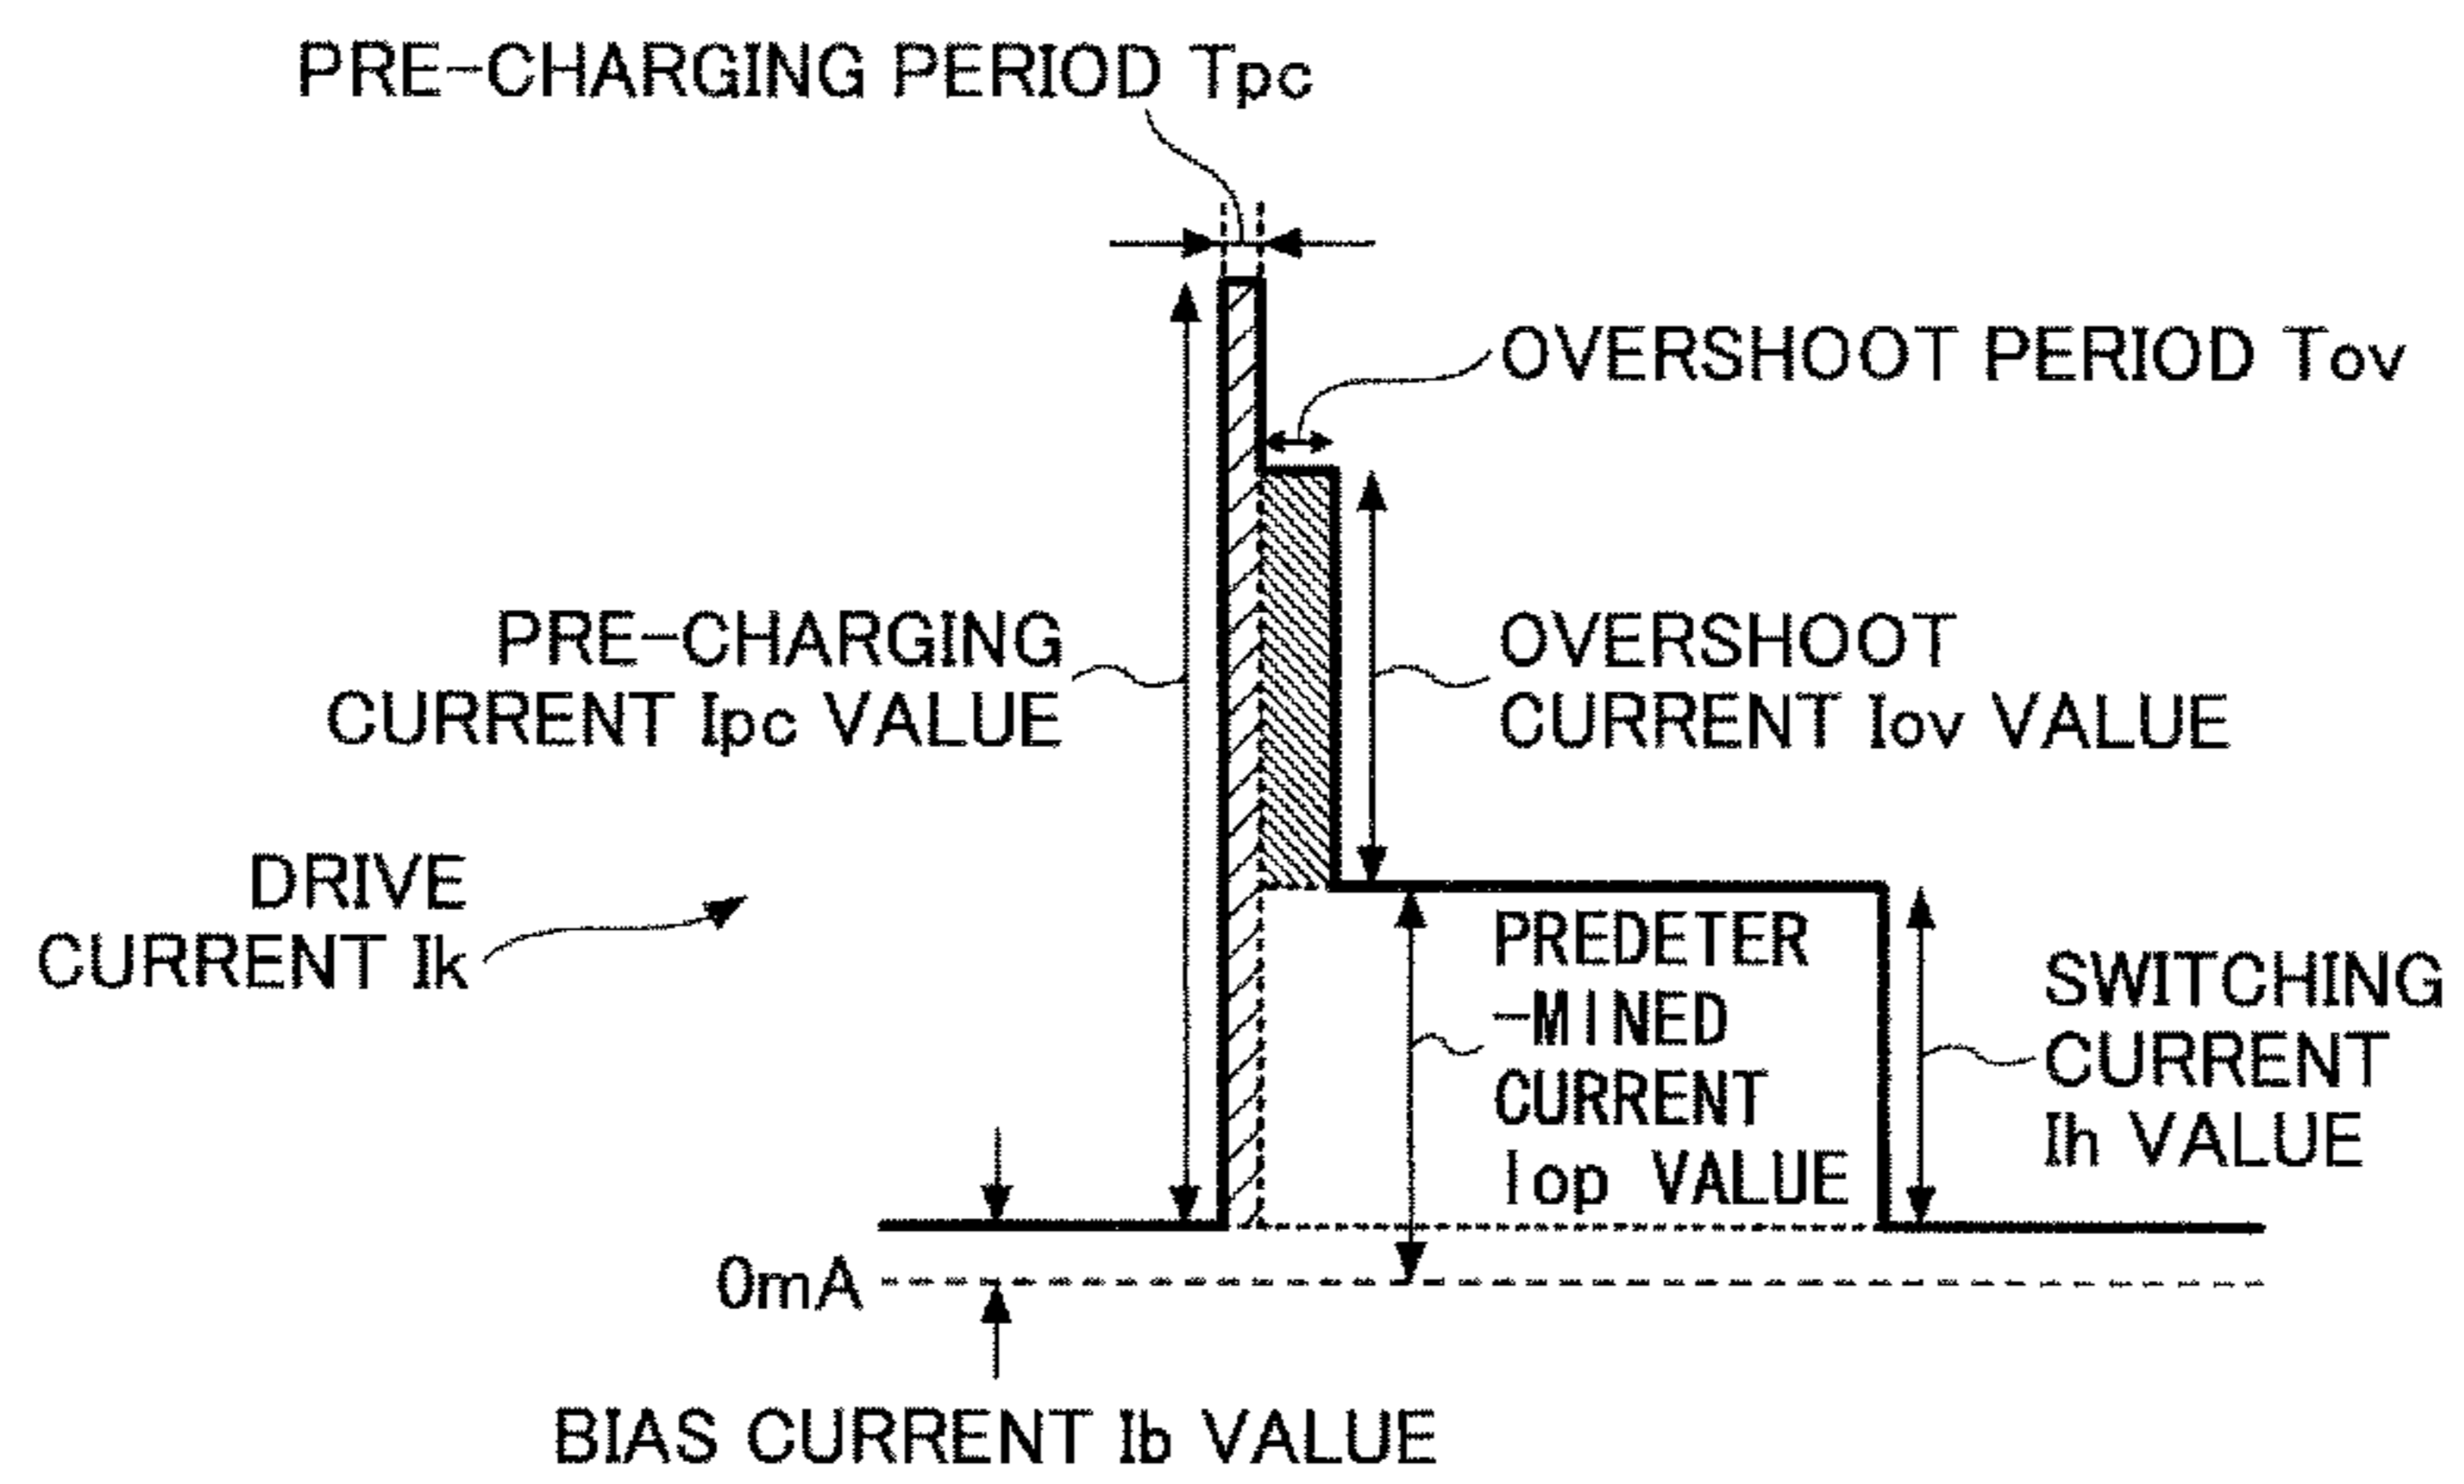 PRE-CHARGING PERIOD Tpc
OVERSHOOT PERIOD Tov
PRE-CHARGING
CURRENT Ipc VALUE
OVERSHOOT
CURRENT Iov VALUE
DRIVE
CURRENT Ik
PREDETER
-MINED
CURRENT
Iop VALUE
SWITCHING
CURRENT
Ih VALUE
0mA
BIAS CURRENT Ib VALUE